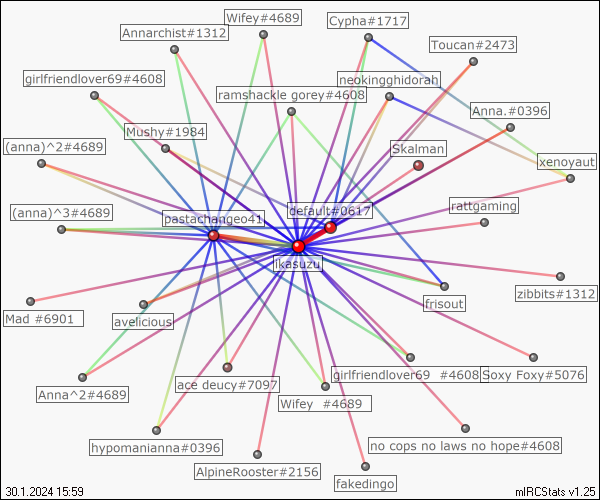 Wifey#4689
Cypha#1717
Annarchist#1312
Toucan#2473
girlfriendlover69#4608
neokingghidorah
ramshackle gorey#4608
Anna.#0396
Mushy#1984
(anna)^2#4689
Skalman
xenoyaut
(anna)^3#4689
pastachangeo41
default#0617
rattgaming
ikasuzu
zibbits#1312
frisout
Mad #6901
avelicious
girlfriendlover69 #4608
Soxy Foxy#5076
ace deucy#7097
Anna^2#4689
Wifey #4689
hypomanianna#0396
no cops no laws no hope#4608
AlpineRooster#2156
fakedingo
30.1.2024 15:59
mIRCStats v1.25